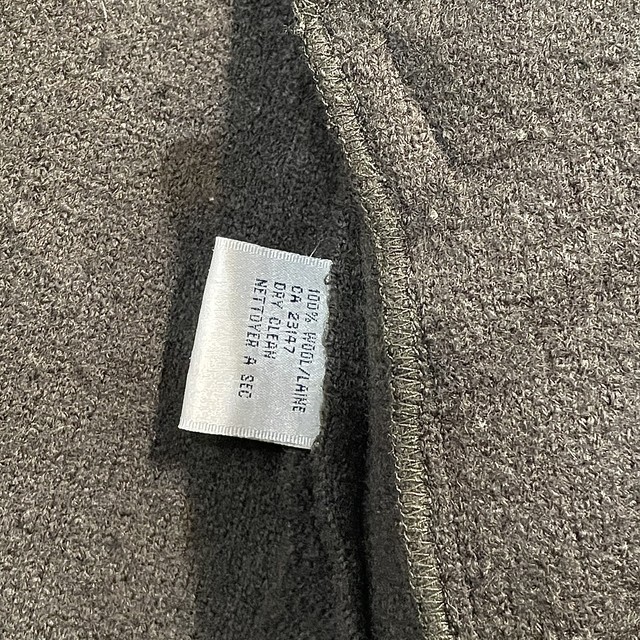 100% WOOL/LAINE
CA 23147
DRY CLEAN
NETTOYER A SEC